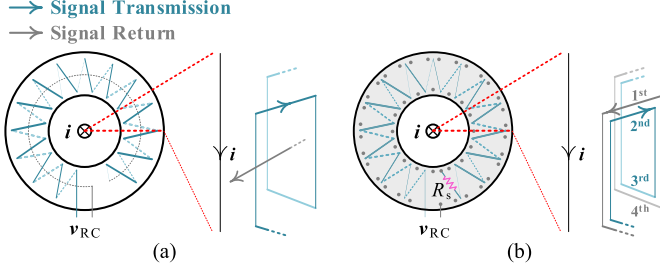 Signal Transmission
Signal Return
i
i
v_RC
(a)
i
R_s
i
v_RC
(b)
1st
2nd
3rd
4th